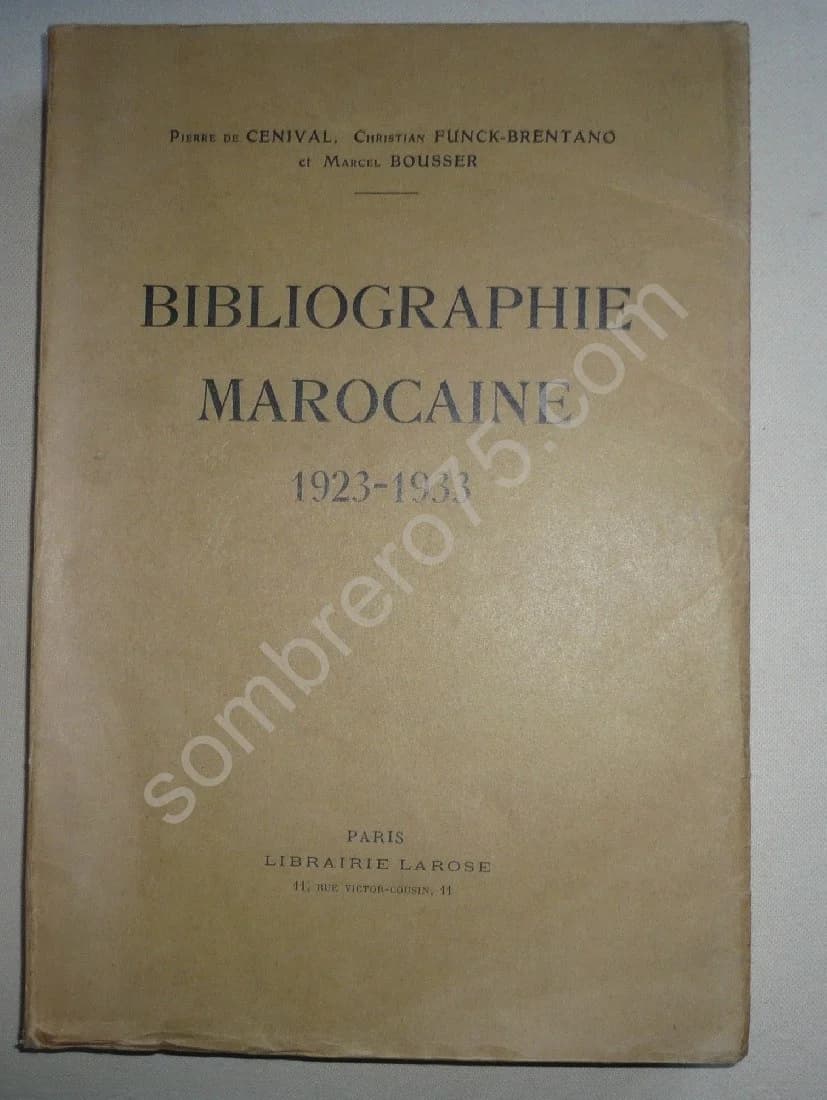 Pierre de CENIVAL, Christian FUNCK-BRENTANO
et Marcel BOUSSER
BIBLIOGRAPHIE
MAROCAINE
1923-1933
PARIS
LIBRAIRIE LAROSE
11, RUE VICTOR-COUSIN, 11
sombrero75.com